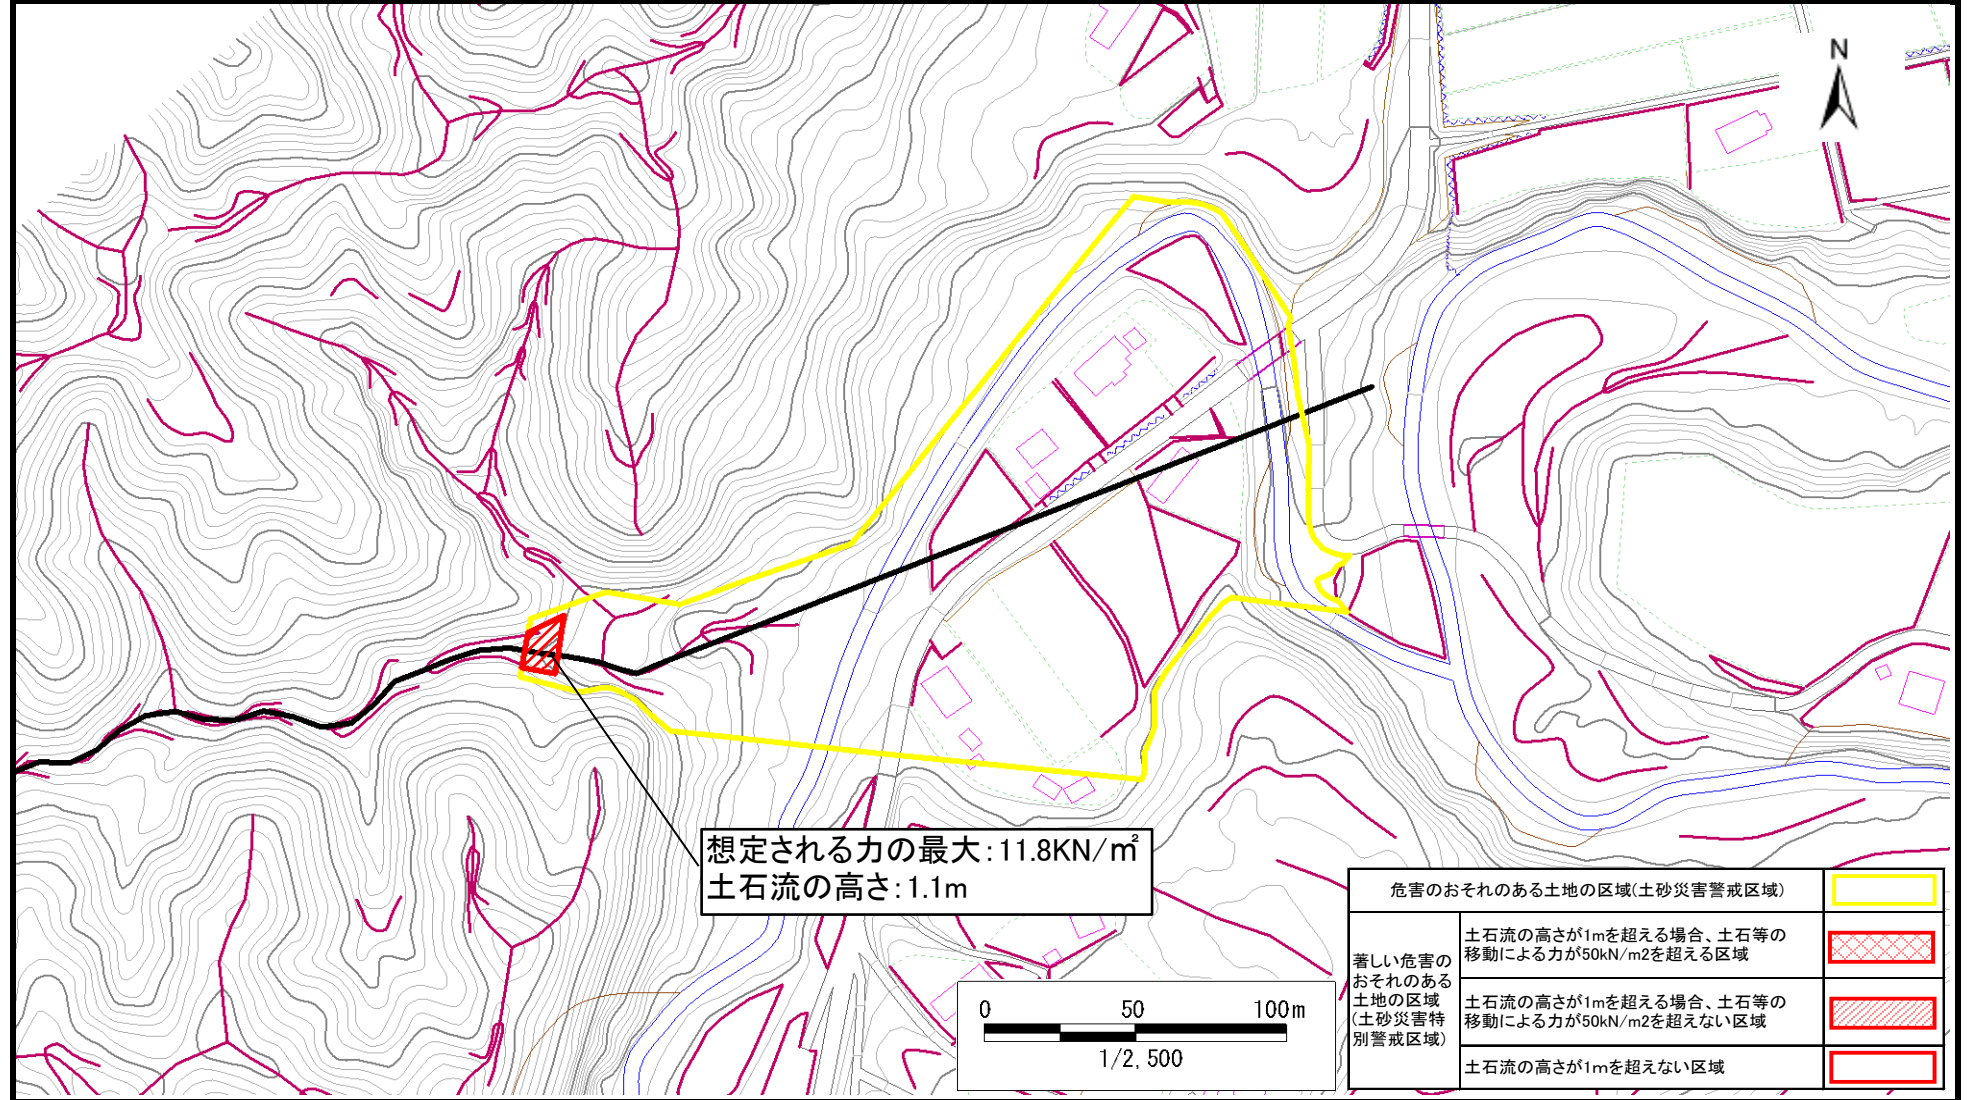 N
想定される力の最大：11.8KN/㎡
土石流の高さ：1.1m
0 50 100m
1/2,500
危害のおそれのある土地の区域(土砂災害警戒区域)
著しい危害の
おそれのある
土地の区域
(土砂災害特
別警戒区域)
土石流の高さが1mを超える場合、土石等の
移動による力が50kN/m2を超える区域
土石流の高さが1mを超える場合、土石等の
移動による力が50kN/m2を超えない区域
土石流の高さが1mを超えない区域